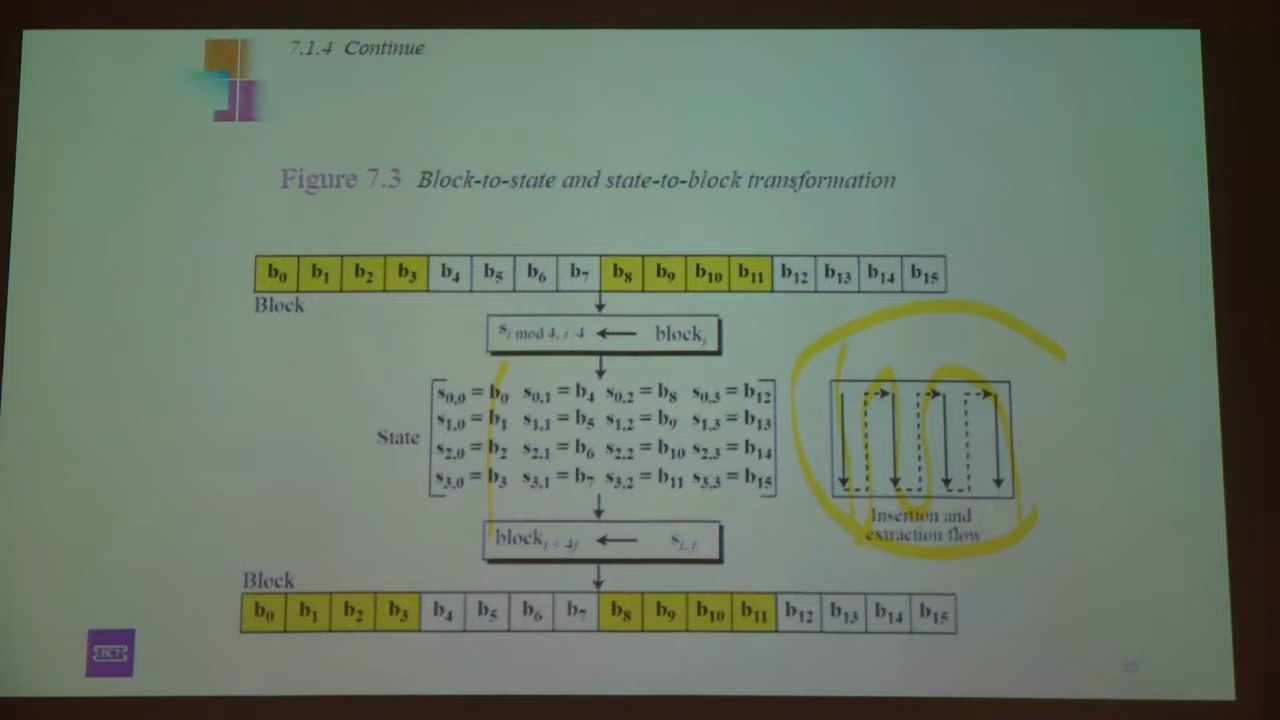 7.1.4 Continue
Figure 7.3 Block-to-state and state-to-block transformation
b0 b1 b2 b3 b4 b5 b6 b7 b8 b9 b10 b11 b12 b13 b14 b15
Block
s i mod 4, i/4 ← block i
State
s0,0 = b0 s0,1 = b4 s0,2 = b8 s0,3 = b12
s1,0 = b1 s1,1 = b5 s1,2 = b9 s1,3 = b13
s2,0 = b2 s2,1 = b6 s2,2 = b10 s2,3 = b14
s3,0 = b3 s3,1 = b7 s3,2 = b11 s3,3 = b15
Insertion and
extraction flow
block i + 4j ← s i, j
Block
b0 b1 b2 b3 b4 b5 b6 b7 b8 b9 b10 b11 b12 b13 b14 b15